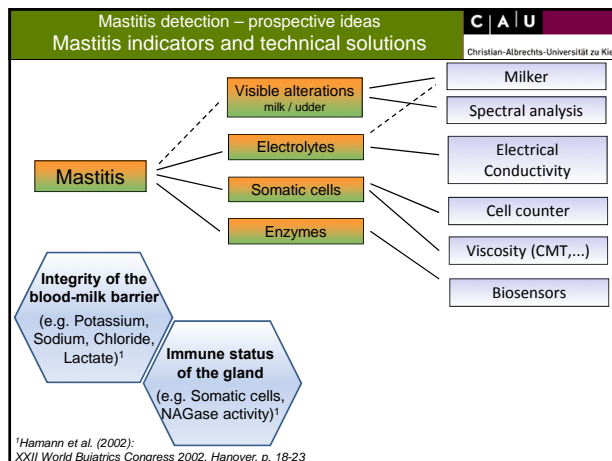 Mastitis detection – prospective ideas
Mastitis indicators and technical solutions
C|A|U
Christian-Albrechts-Universität zu Kie
Visible alterations
milk / udder
Electrolytes
Mastitis
Somatic cells
Enzymes
Milker
Spectral analysis
Electrical
Conductivity
Cell counter
Viscosity (CMT,...)
Biosensors
Integrity of the
blood-milk barrier
(e.g. Potassium,
Sodium, Chloride,
Lactate)¹
Immune status
of the gland
(e.g. Somatic cells,
NAGase activity)¹
¹Hamann et al. (2002):
XXII World Buiatrics Congress 2002, Hanover, p. 18-23